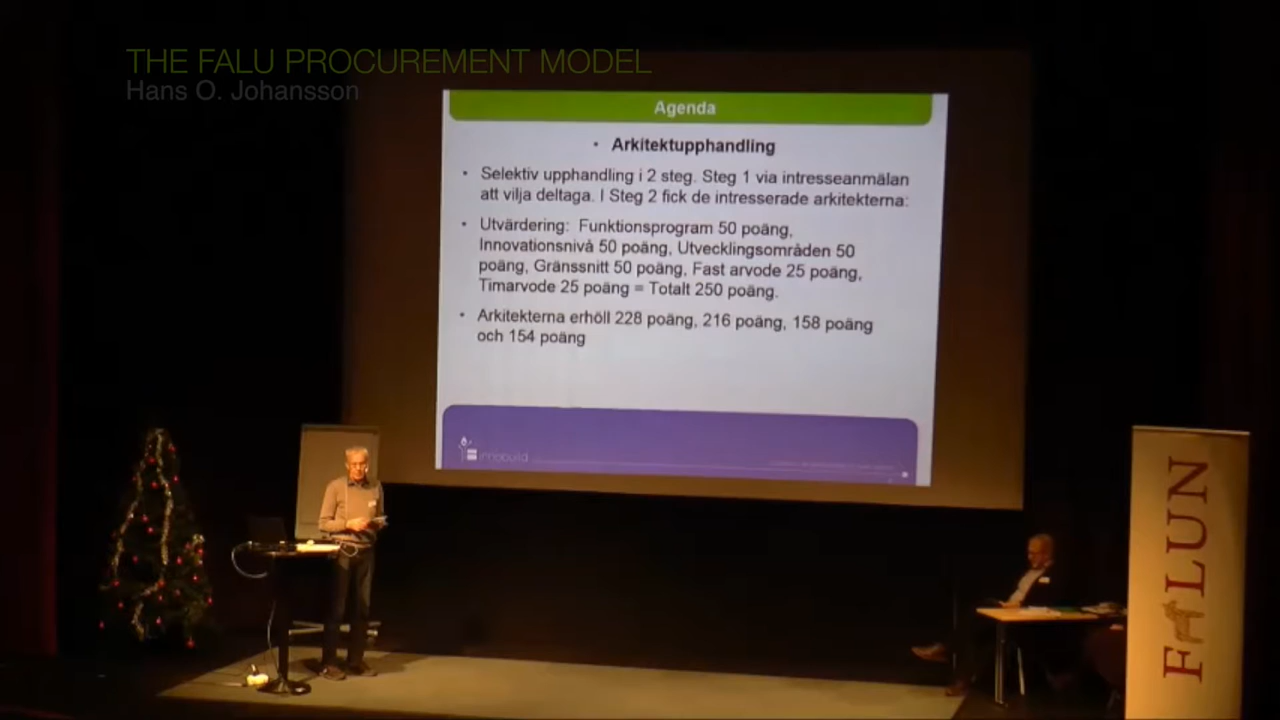 THE FALU PROCUREMENT MODEL
Hans O. Johansson
Agenda
• Arkitektupphandling
• Selektiv upphandling i 2 steg. Steg 1 via intresseanmälan
att vilja deltaga. I Steg 2 fick de intresserade arkitekterna:
• Utvärdering: Funktionsprogram 50 poäng,
Innovationsnivå 50 poäng, Utvecklingsområden 50
poäng, Gränssnitt 50 poäng, Fast arvode 25 poäng,
Timarvode 25 poäng = Totalt 250 poäng.
• Arkitekterna erhöll 228 poäng, 216 poäng, 158 poäng
och 154 poäng
innobuild
FALUN